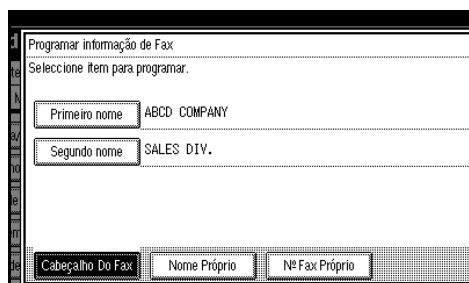 Programar informação de Fax
Seleccione item para programar.
Primeiro nome ABCD COMPANY
Segundo nome SALES DIV.
Cabeçalho Do Fax Nome Próprio Nº Fax Próprio